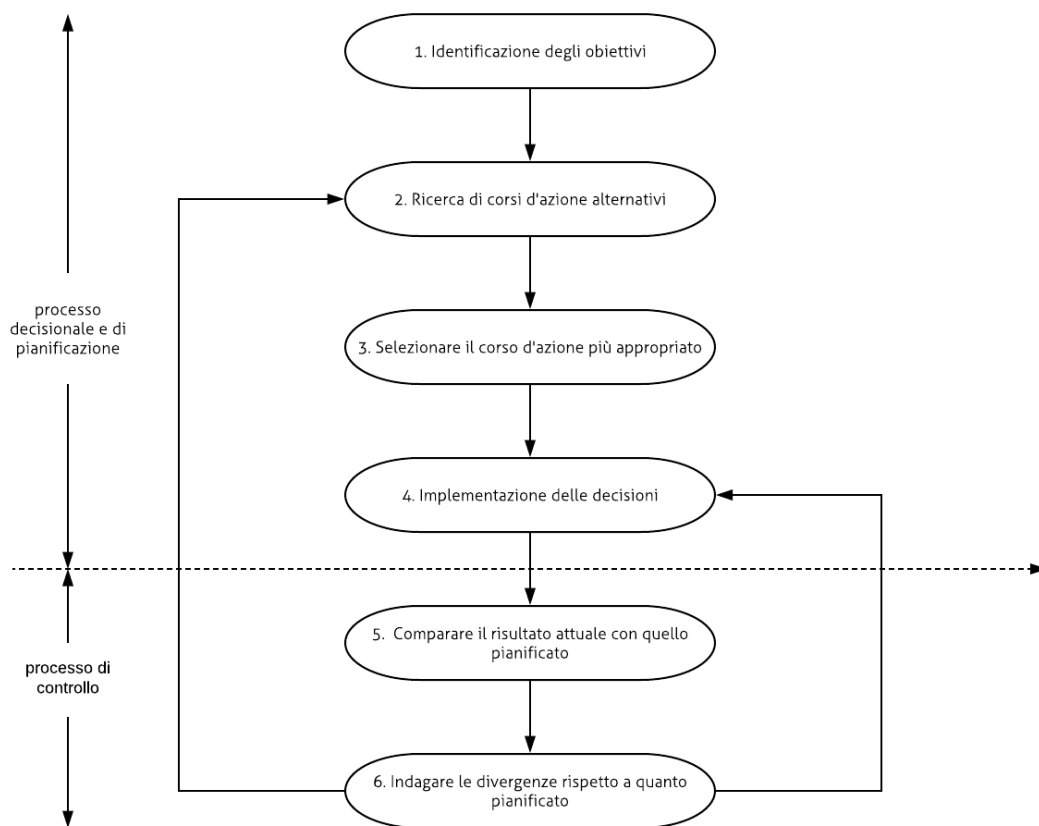 1. Identificazione degli obiettivi
2. Ricerca di corsi d'azione alternativi
processo
decisionale e di
pianificazione
3. Selezionare il corso d'azione più appropriato
4. Implementazione delle decisioni
5. Comparare il risultato attuale con quello
pianificato
processo di
controllo
6. Indagare le divergenze rispetto a quanto
pianificato